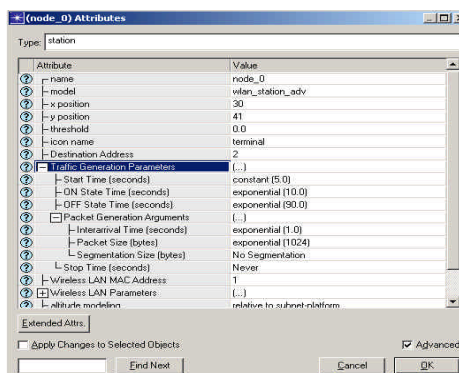 (node_0) Attributes
Type: station
Attribute Value
name node_0
model wlan_station_adv
x position 30
y position 41
threshold 0.0
icon name terminal
Destination Address 2
Traffic Generation Parameters (...)
Start Time (seconds) constant (5.0)
ON State Time (seconds) exponential (10.0)
OFF State Time (seconds) exponential (90.0)
Packet Generation Arguments (...)
Interarrival Time (seconds) exponential (1.0)
Packet Size (bytes) exponential (1024)
Segmentation Size (bytes) No Segmentation
Stop Time (seconds) Never
Wireless LAN MAC Address 1
Wireless LAN Parameters (...)
altitude modeling relative to subnet-platform
Extended Attrs.
Apply Changes to Selected Objects Advanced
Find Next Cancel OK